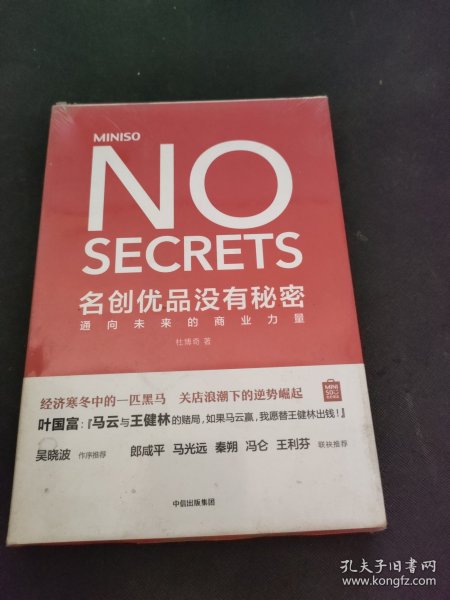 MINISO
NO
SECRETS
名创优品没有秘密
通向未来的商业力量
杜博奇 著
经济寒冬中的一匹黑马 关店浪潮下的逆势崛起
叶国富：『马云与王健林的赌局，如果马云赢，我愿替王健林出钱！』
吴晓波 作序推荐 郎咸平 马光远 秦朔 冯仑 王利芬 联袂推荐
中信出版集团
孔夫子旧书网
www.kongfz.com